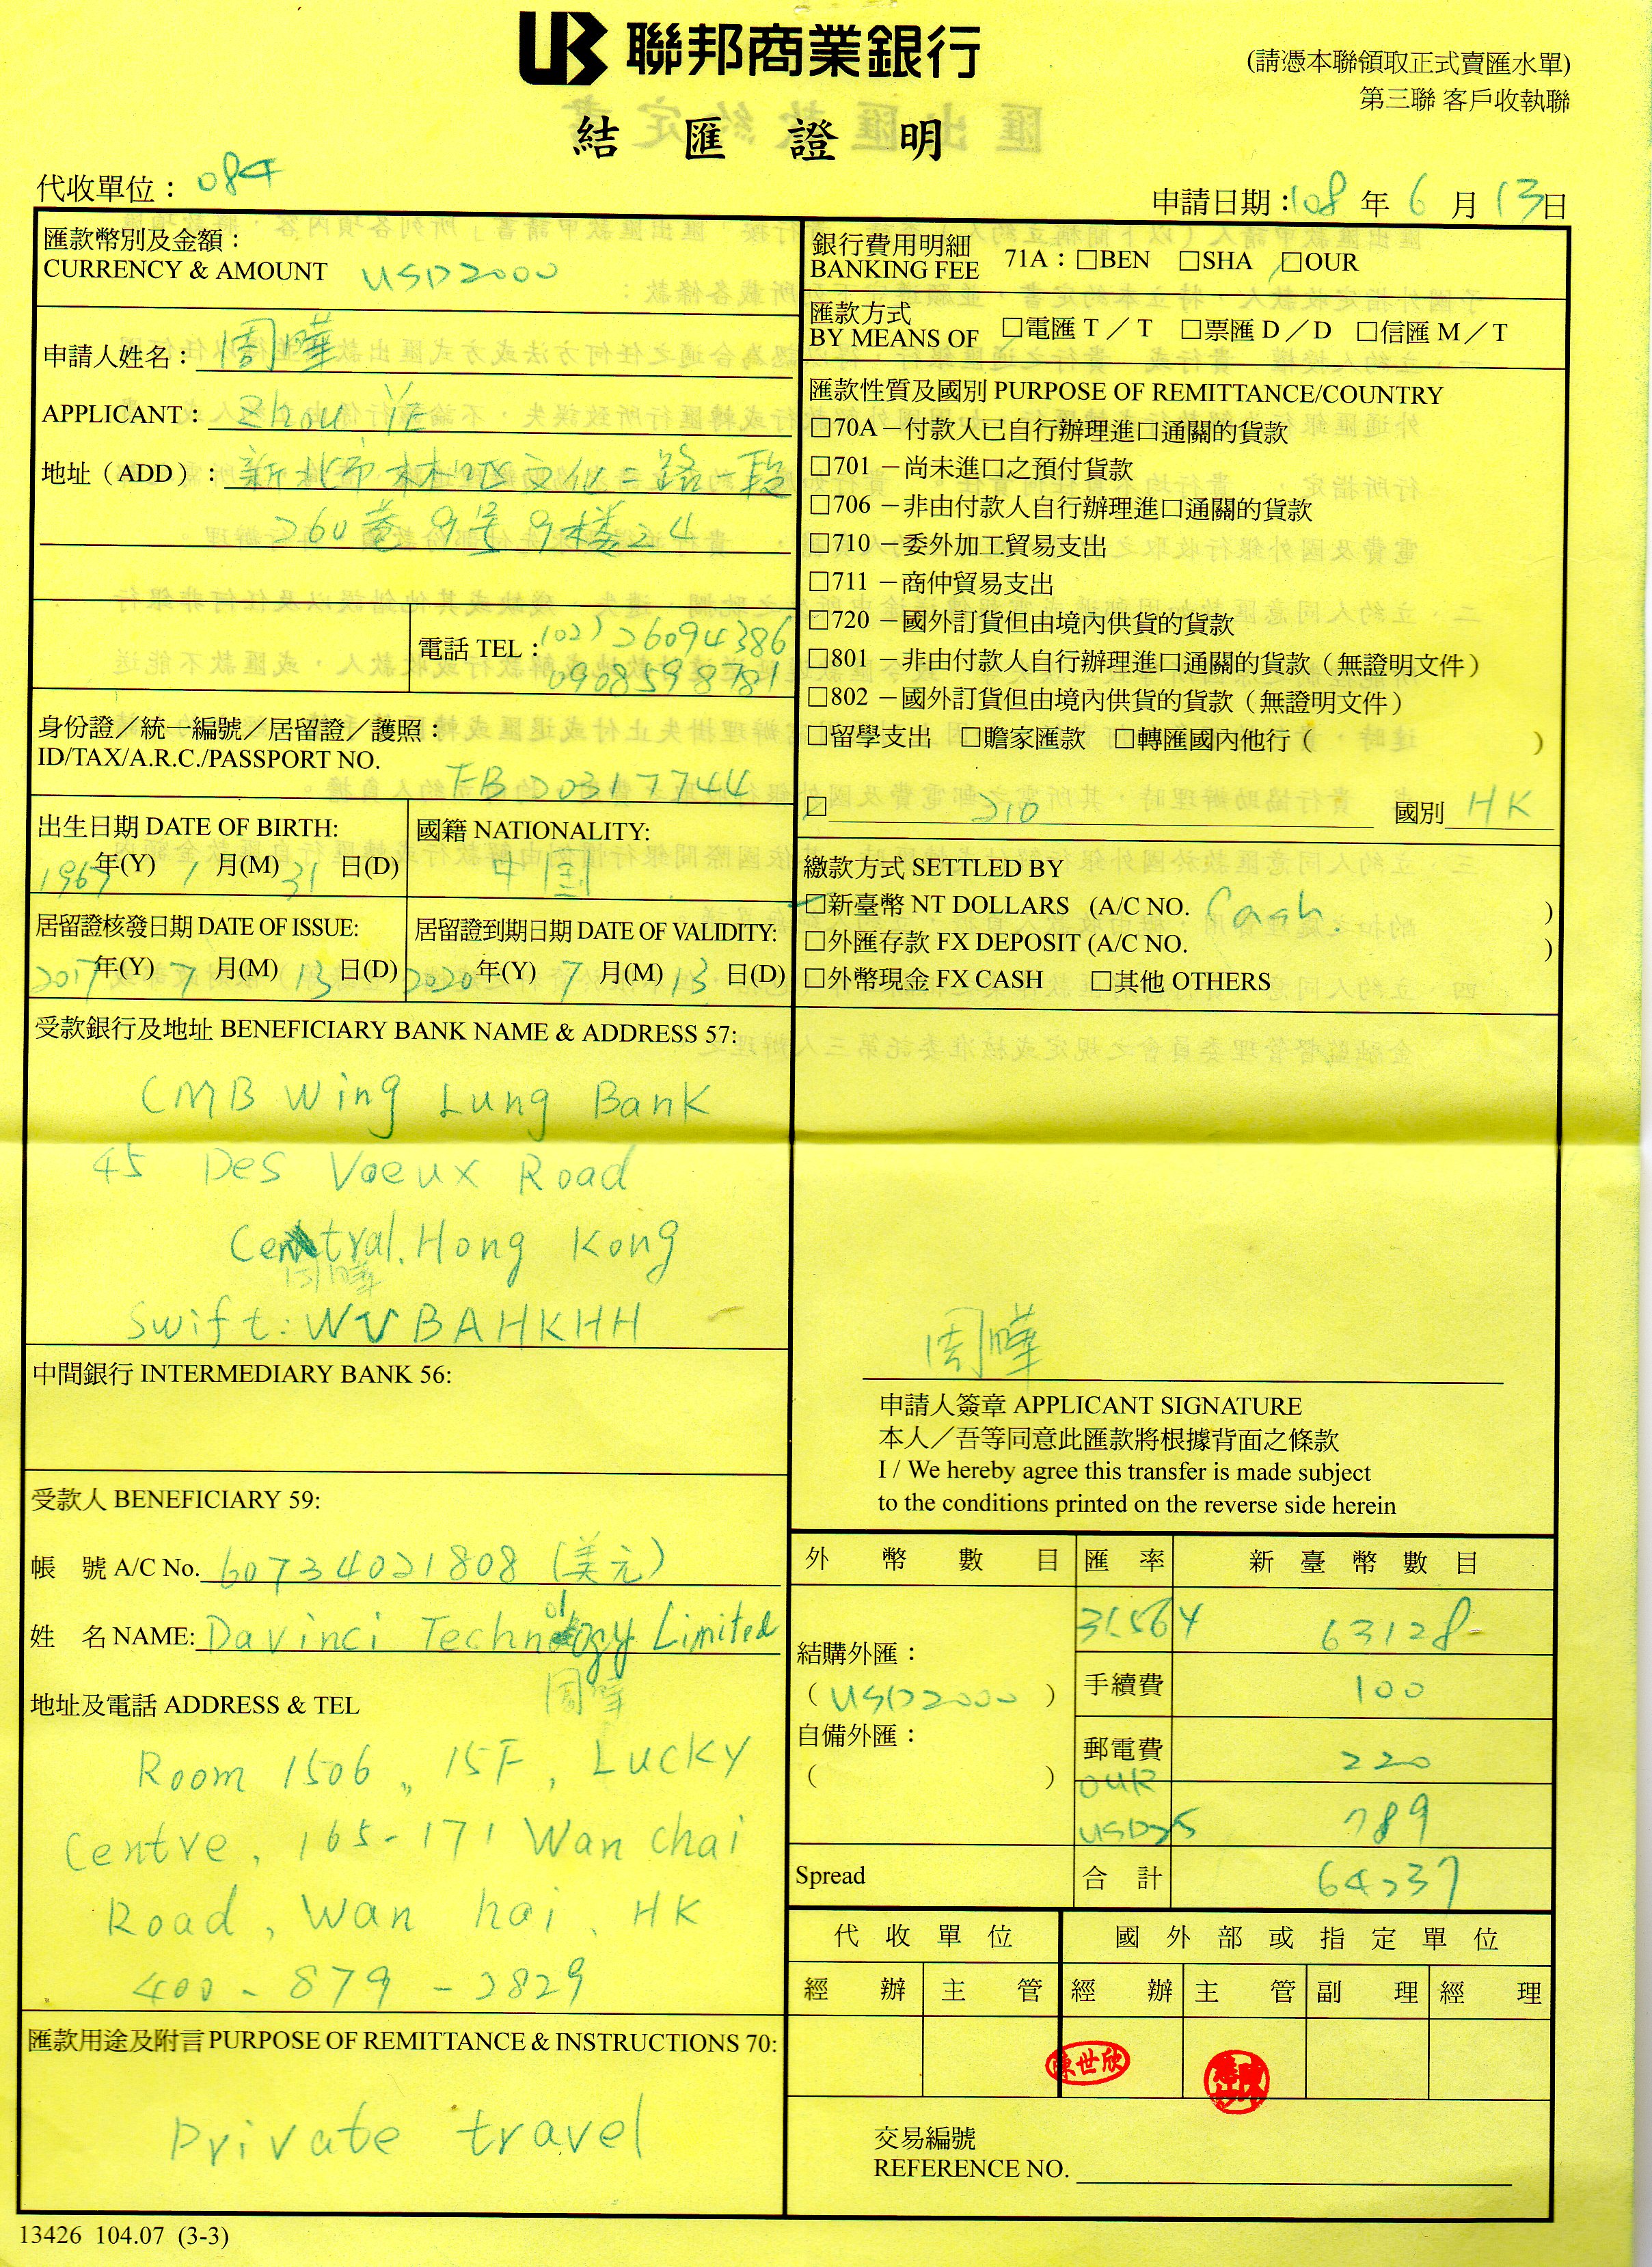 聯邦商業銀行
(請憑本聯領取正式賣匯水單)
第三聯 客戶收執聯
結匯證明
代收單位：084
申請日期：108年6月13日
匯款幣別及金額：
CURRENCY & AMOUNT USD2000
申請人姓名：周曄
APPLICANT：Zhou Ye
地址（ADD）：新北市林口区文化二路一段
260巷9号9楼之4
電話 TEL：(02) 26094386
0908598781
身份證／統一編號／居留證／護照：
ID/TAX/A.R.C./PASSPORT NO.
FBD0317744
出生日期 DATE OF BIRTH:
1967年(Y) 1月(M) 31日(D)
國籍 NATIONALITY:
中国
居留證核發日期 DATE OF ISSUE:
2017年(Y) 7月(M) 13日(D)
居留證到期日期 DATE OF VALIDITY:
2020年(Y) 7月(M) 13日(D)
受款銀行及地址 BENEFICIARY BANK NAME & ADDRESS 57:
CMB Wing Lung Bank
45 Des Voeux Road
Central. Hong Kong
周曄
Swift: WUBAHKHH
中間銀行 INTERMEDIARY BANK 56:
受款人 BENEFICIARY 59:
帳號 A/C No. 60734021808 (美元)
姓名 NAME: Davinci Technology Limited
周曄
地址及電話 ADDRESS & TEL
Room 1506, 15F, Lucky
Centre, 165-171 Wan chai
Road, Wan hai, HK
400-879-2829
匯款用途及附言 PURPOSE OF REMITTANCE & INSTRUCTIONS 70:
Private travel
13426 104.07 (3-3)
銀行費用明細
BANKING FEE 71A：□BEN □SHA □OUR
匯款方式
BY MEANS OF □電匯 T／T □票匯 D／D □信匯 M／T
匯款性質及國別 PURPOSE OF REMITTANCE/COUNTRY
□70A－付款人已自行辦理進口通關的貨款
□701－尚未進口之預付貨款
□706－非由付款人自行辦理進口通關的貨款
□710－委外加工貿易支出
□711－商仲貿易支出
□720－國外訂貨但由境內供貨的貨款
□801－非由付款人自行辦理進口通關的貨款（無證明文件）
□802－國外訂貨但由境內供貨的貨款（無證明文件）
□留學支出 □贍家匯款 □轉匯國內他行（ ）
□ 210 國別 HK
繳款方式 SETTLED BY
□新臺幣 NT DOLLARS (A/C NO. Cash )
□外匯存款 FX DEPOSIT (A/C NO. )
□外幣現金 FX CASH □其他 OTHERS
周曄
申請人簽章 APPLICANT SIGNATURE
本人／吾等同意此匯款將根據背面之條款
I / We hereby agree this transfer is made subject
to the conditions printed on the reverse side herein
外幣數目 匯率 新臺幣數目
結購外匯： 31.564 63128
（USD2000） 手續費 100
自備外匯： 郵電費 220
（ ） OUR
USD25 789
Spread 合計 64237
代收單位 國外部或指定單位
經辦 主管 經辦 主管 副理 經理
陳世欣
交易編號
REFERENCE NO.